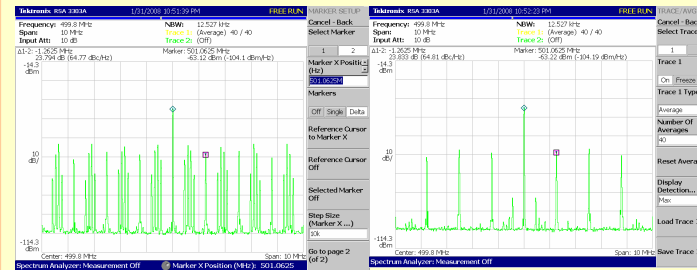 Tektronix RSA 3303A 1/31/2008 10:50:53 PM FREE RUN
Frequency: 499.8 MHz NBW: 12.527 kHz
Span: 10 MHz Trace 1: (Average) 40 / 40
Input Att: 10 dB Trace 2: (Off)
Δ1-2: -1.2625 MHz Marker: 501.0625 MHz
23.794 dB (64.77 dBc/Hz) -63.12 dBm (-104.1 dBm/Hz)
-14.3
dBm
10
dB/
-114.3
dBm
Center: 499.8 MHz Span: 10 MHz
Spectrum Analyzer: Measurement Off Marker X Position (MHz): 501.0625
MARKER SETUP
Cancel - Back
Select Marker
1 2
Marker X Positi
(Hz)
501.0625M
Markers
Off Single Delta
Reference Cursor
to Marker X
Reference Cursor
Off
Selected Marker
Off
Step Size
(Marker X ...)
10k
Go to page 2
(of 2)
Tektronix RSA 3303A 1/31/2008 10:52:23 PM FREE RUN
Frequency: 499.8 MHz NBW: 12.527 kHz
Span: 10 MHz Trace 1: (Average) 40 / 40
Input Att: 10 dB Trace 2: (Off)
Δ1-2: -1.2625 MHz Marker: 501.0625 MHz
23.833 dB (64.81 dBc/Hz) -63.22 dBm (-104.19 dBm/Hz)
-14.3
dBm
10
dB/
-114.3
dBm
Center: 499.8 MHz Span: 10 MHz
Spectrum Analyzer: Measurement Off
TRACE/AVG
Cancel - Back
Select Trace
1
Trace 1
On Freeze
Trace 1 Type
Average
Number Of
Averages
40
Reset Avera
Display
Detection...
Max
Load Trace
Save Trace